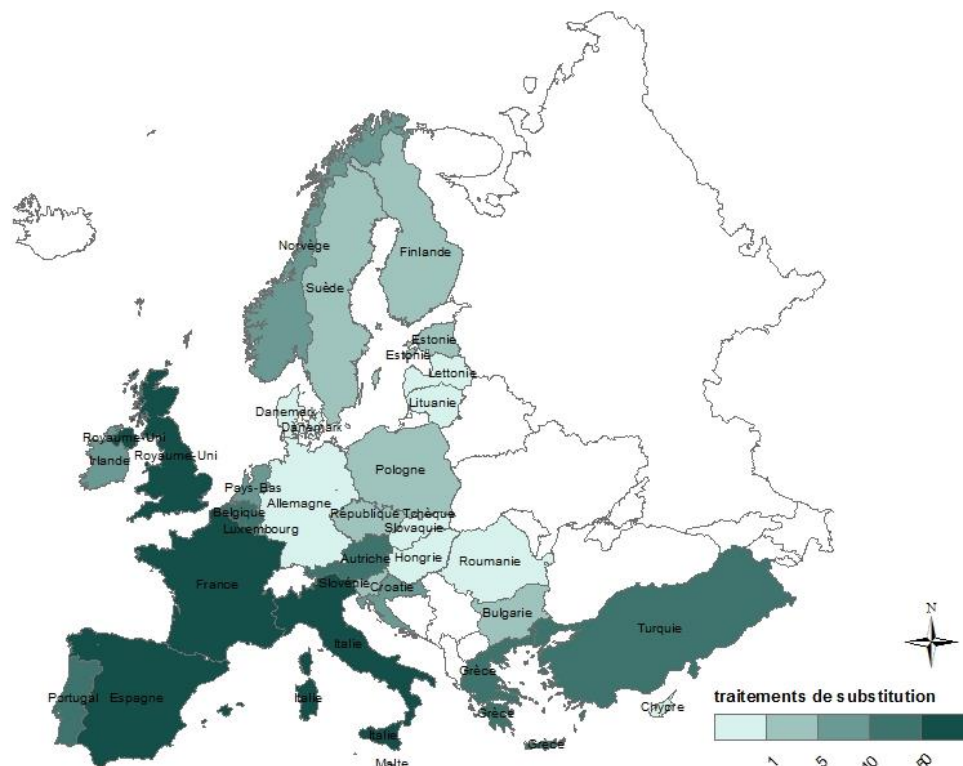 Norvège
Finlande
Suède
Estonie
Estonie
Lettonie
Lituanie
Danemark
Danemark
Royaume-Uni
Irlande
Royaume-Uni
Pologne
Pays-Bas
Allemagne
Belgique
République Tchèque
Luxembourg
Slovaquie
Autriche
Hongrie
Roumanie
France
Slovénie
Croatie
Bulgarie
Turquie
Italie
Grèce
Portugal
Espagne
Italie
Grèce
Chypre
Italie
Grèce
Malte
N
traitements de substitution
1
5